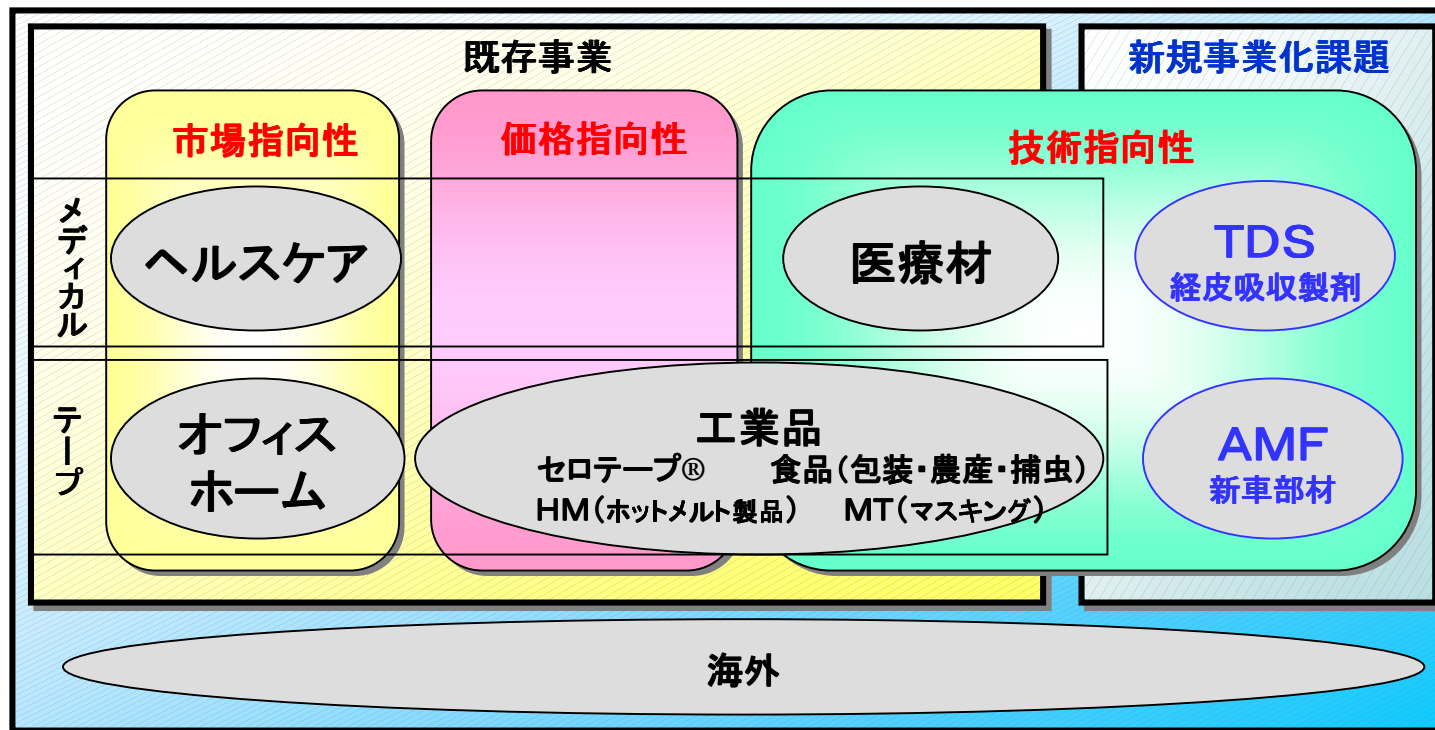 既存事業
新規事業化課題
市場指向性
価格指向性
技術指向性
メディカル
ヘルスケア
医療材
TDS
経皮吸収製剤
テープ
オフィス
ホーム
工業品
セロテープ® 食品(包装・農産・捕虫)
HM(ホットメルト製品) MT(マスキング)
AMF
新車部材
海外